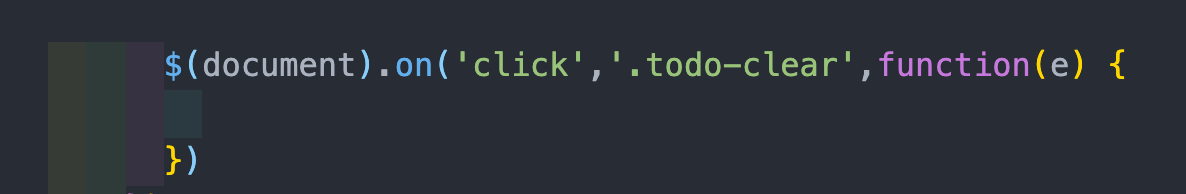 $(document).on('click','.todo-clear',function(e) {
})